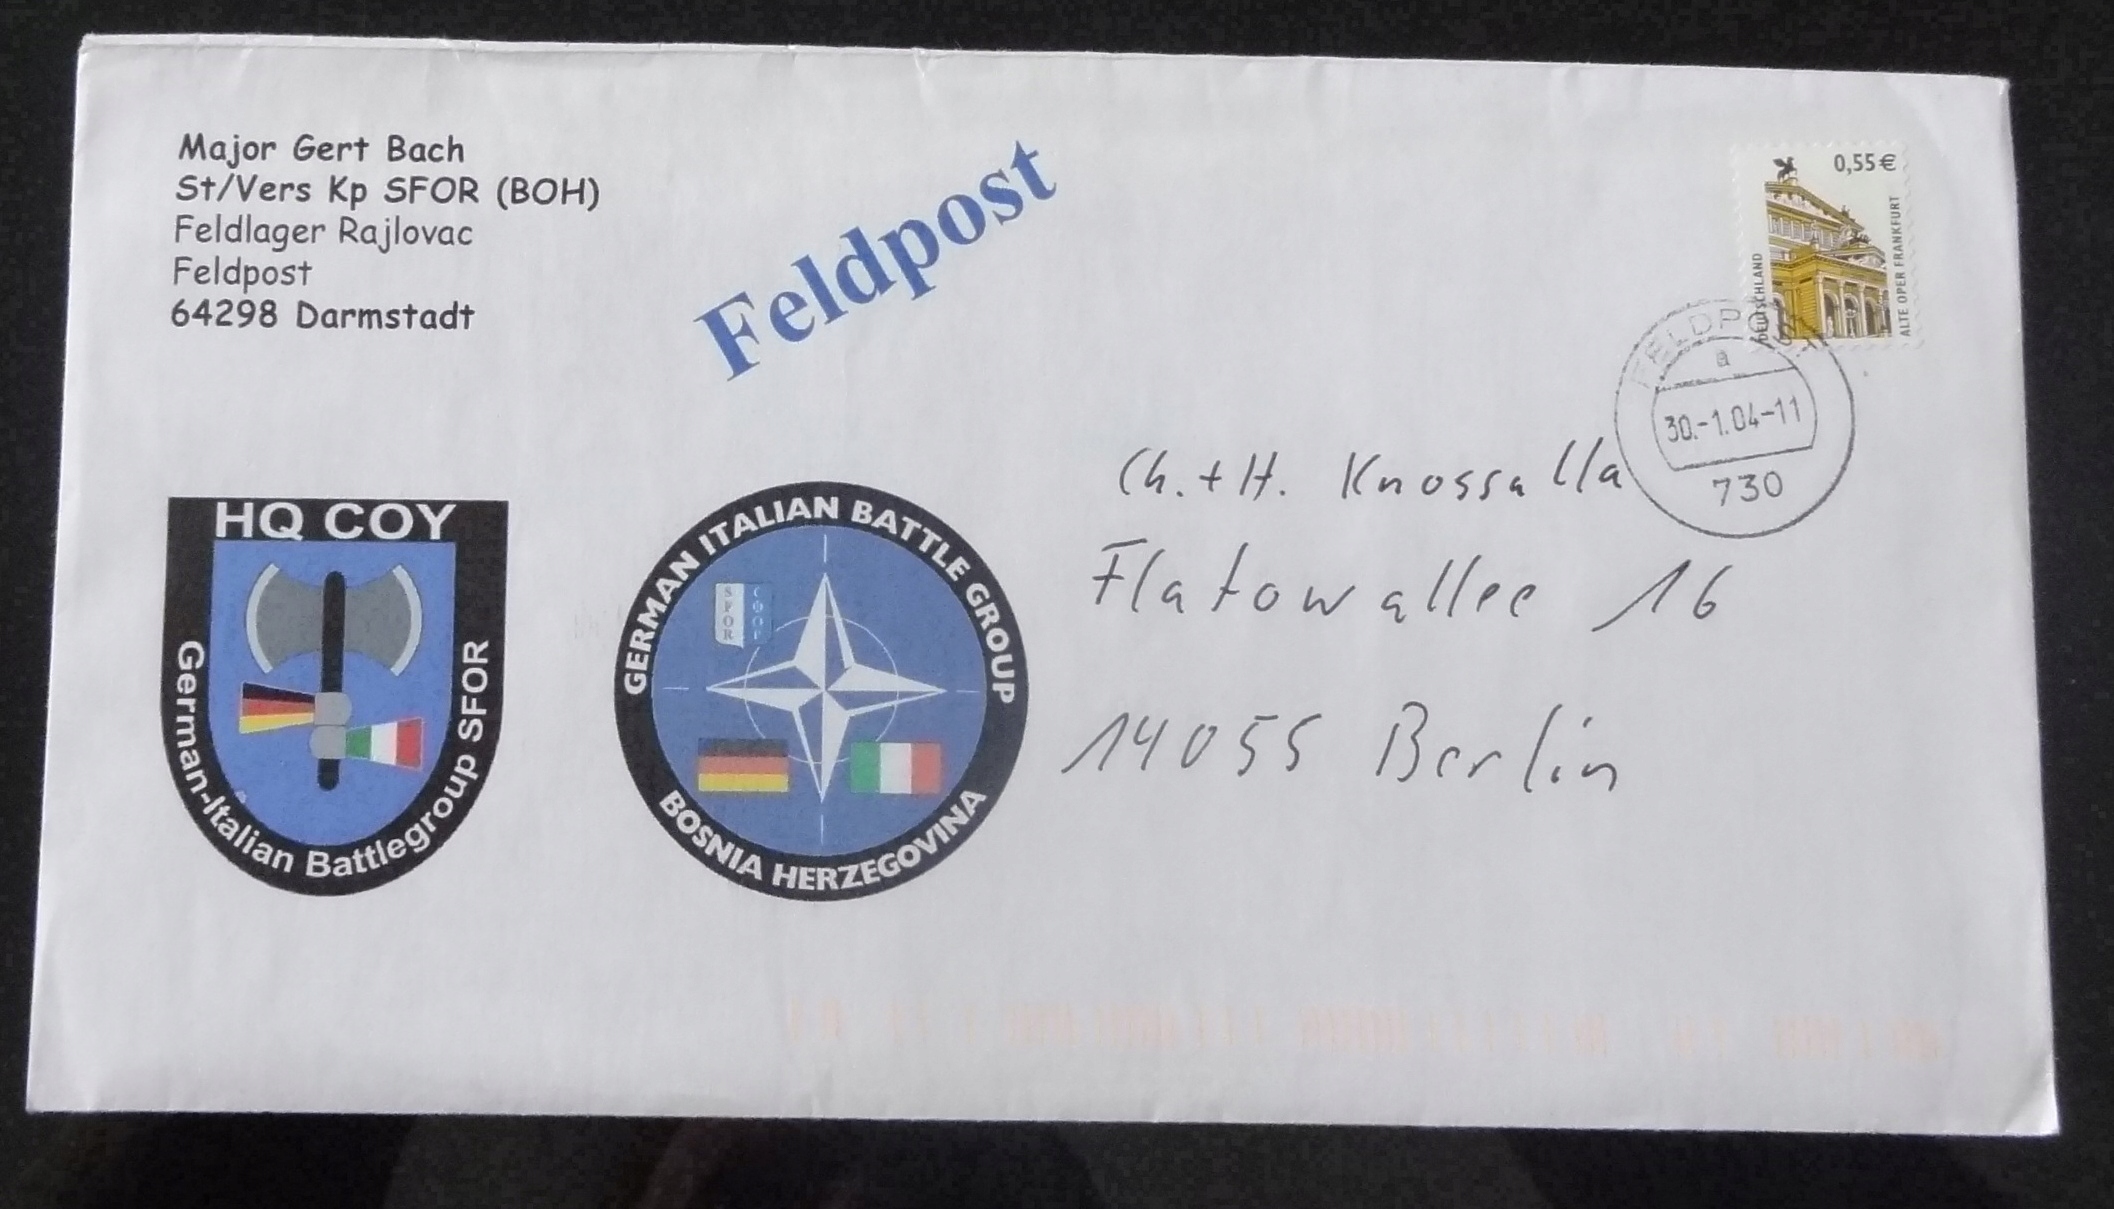 Major Gert Bach
St/Vers Kp SFOR (BOH)
Feldlager Rajlovac
Feldpost
64298 Darmstadt
Feldpost
0,55€
DEUTSCHLAND
ALTE OPER FRANKFURT
FELDPOST
a
30.-1.04-11
730
Ch. + H. Knossalla
Flatowallee 16
14055 Berlin
HQ COY
German-Italian Battlegroup SFOR
GERMAN ITALIAN BATTLE GROUP
SFOR
СФОР
BOSNIA HERZEGOVINA